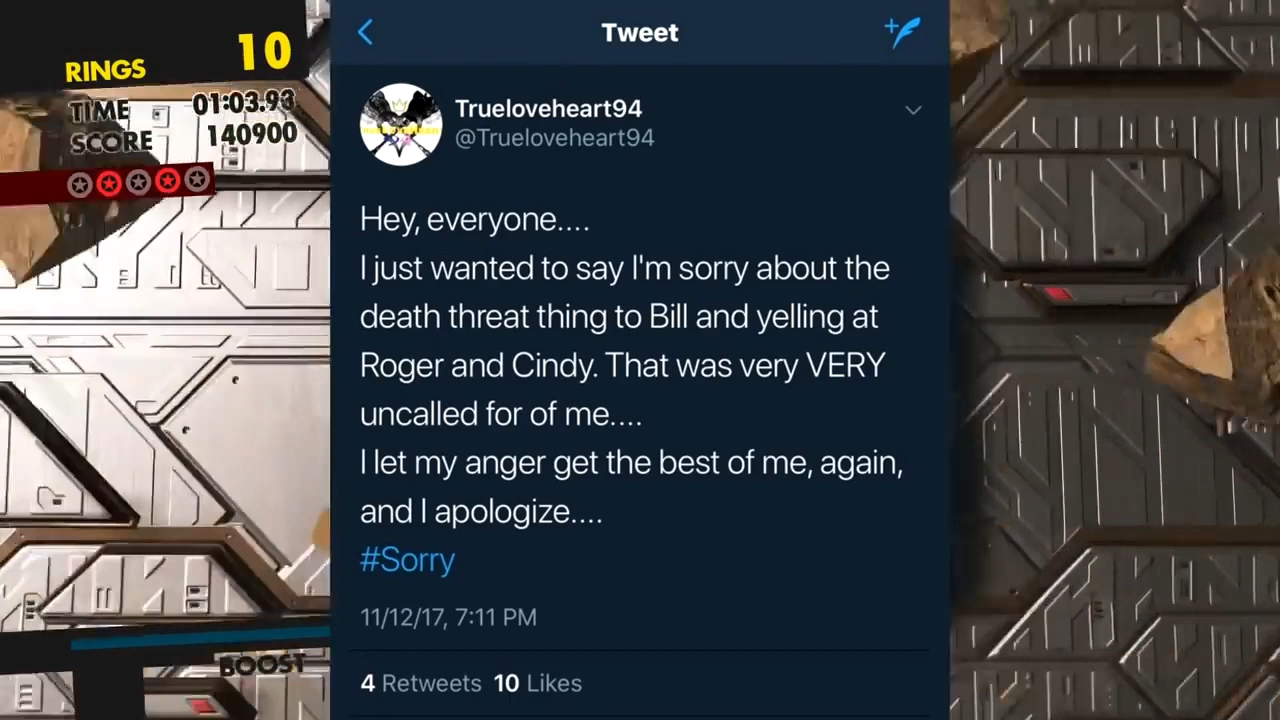 RINGS 10
TIME 01:03.93
SCORE 140900
BOOST
Tweet
Trueloveheart94
@Trueloveheart94
Hey, everyone....
I just wanted to say I'm sorry about the
death threat thing to Bill and yelling at
Roger and Cindy. That was very VERY
uncalled for of me....
I let my anger get the best of me, again,
and I apologize....
#Sorry
11/12/17, 7:11 PM
4 Retweets 10 Likes